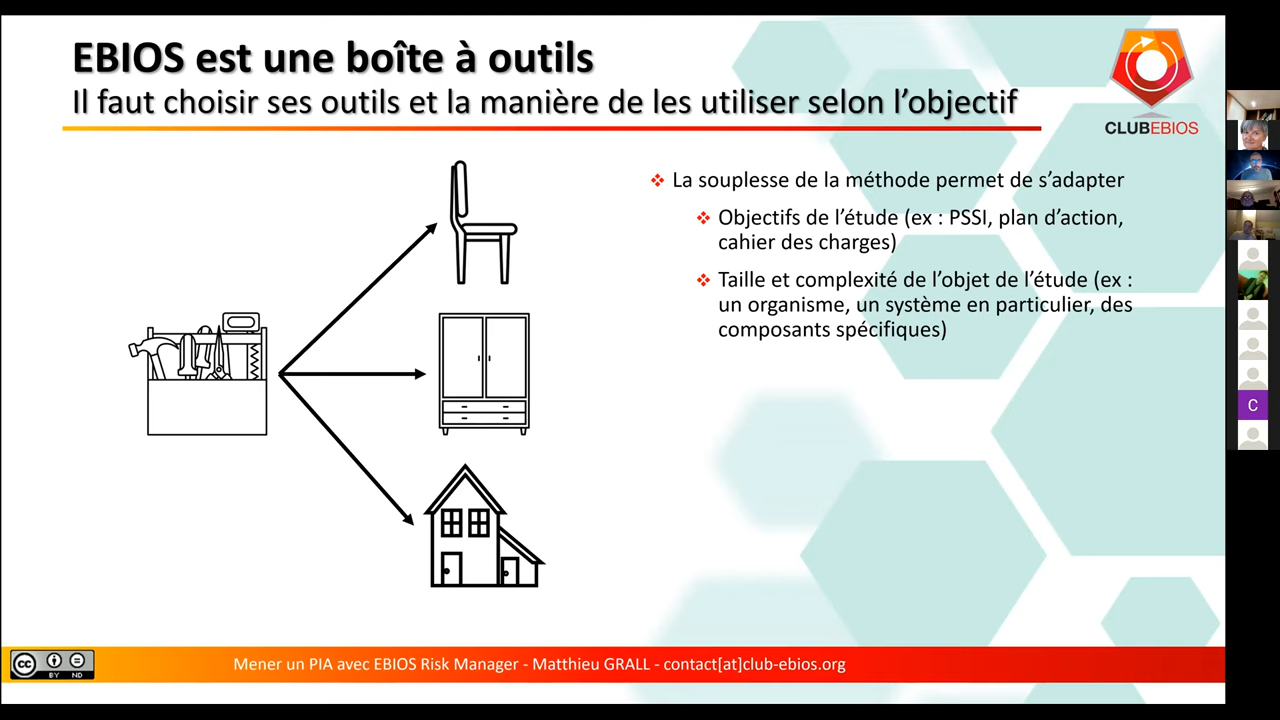 EBIOS est une boîte à outils
Il faut choisir ses outils et la manière de les utiliser selon l’objectif
CLUBEBIOS
❖ La souplesse de la méthode permet de s’adapter
❖ Objectifs de l’étude (ex : PSSI, plan d’action,
cahier des charges)
❖ Taille et complexité de l’objet de l’étude (ex :
un organisme, un système en particulier, des
composants spécifiques)
C
cc
BY ND
Mener un PIA avec EBIOS Risk Manager - Matthieu GRALL - contact[at]club-ebios.org